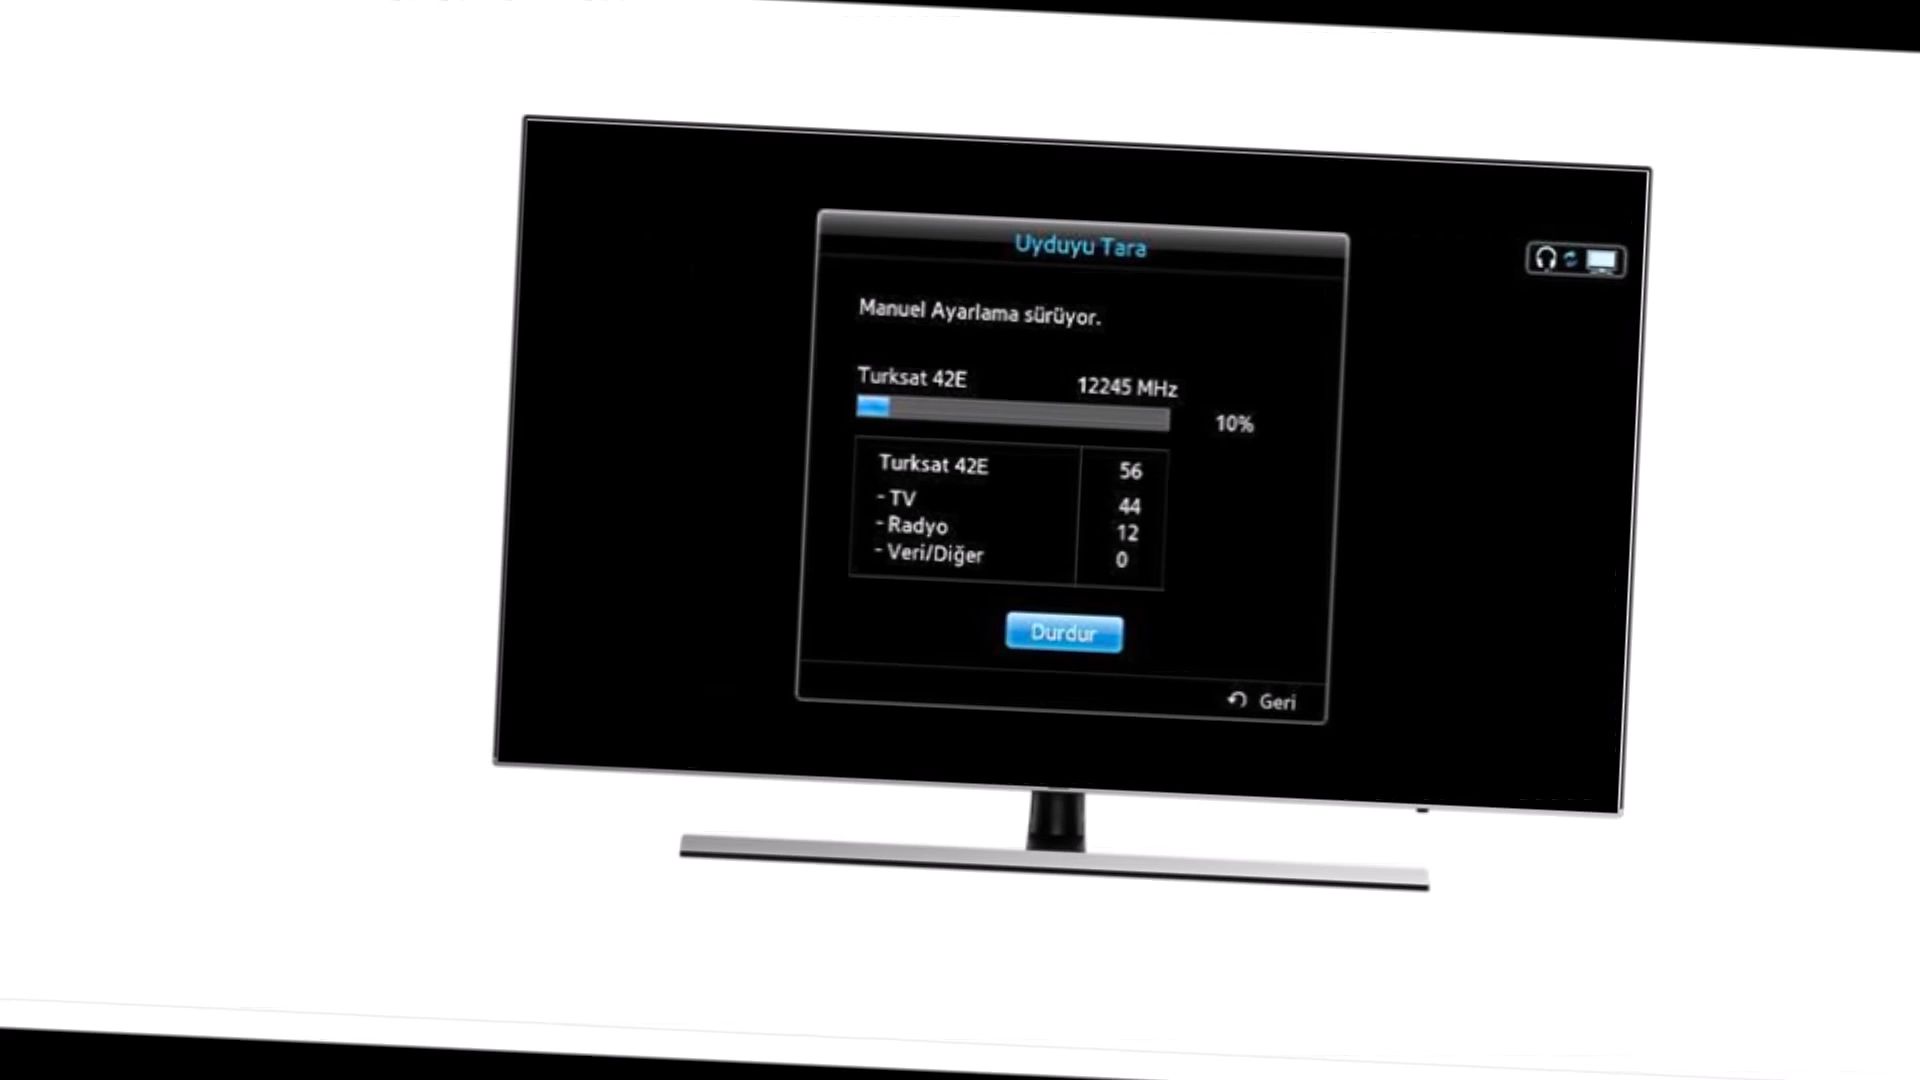 Uyduyu Tara
Manuel Ayarlama sürüyor.
Turksat 42E 12245 MHz
10%
Turksat 42E 56
- TV 44
- Radyo 12
- Veri/Diğer 0
Durdur
Geri